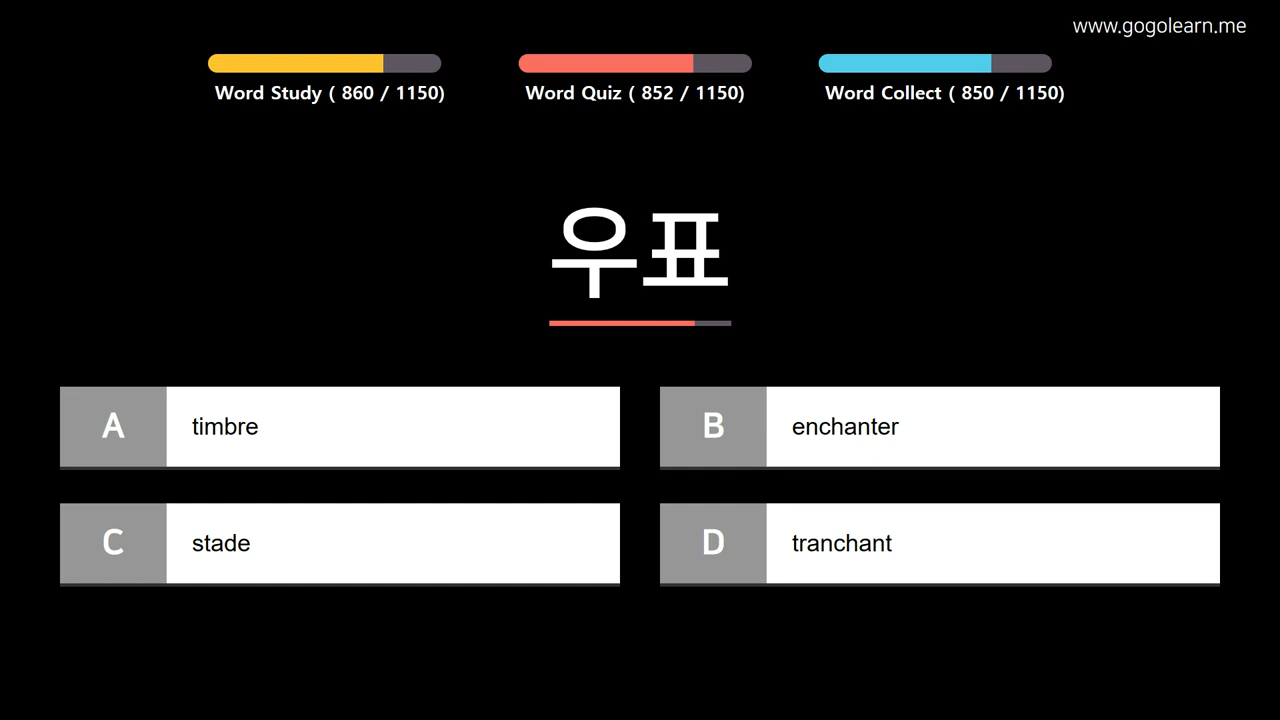 www.gogolearn.me
Word Study ( 860 / 1150)
Word Quiz ( 852 / 1150)
Word Collect ( 850 / 1150)
우표
A timbre
B enchanter
C stade
D tranchant